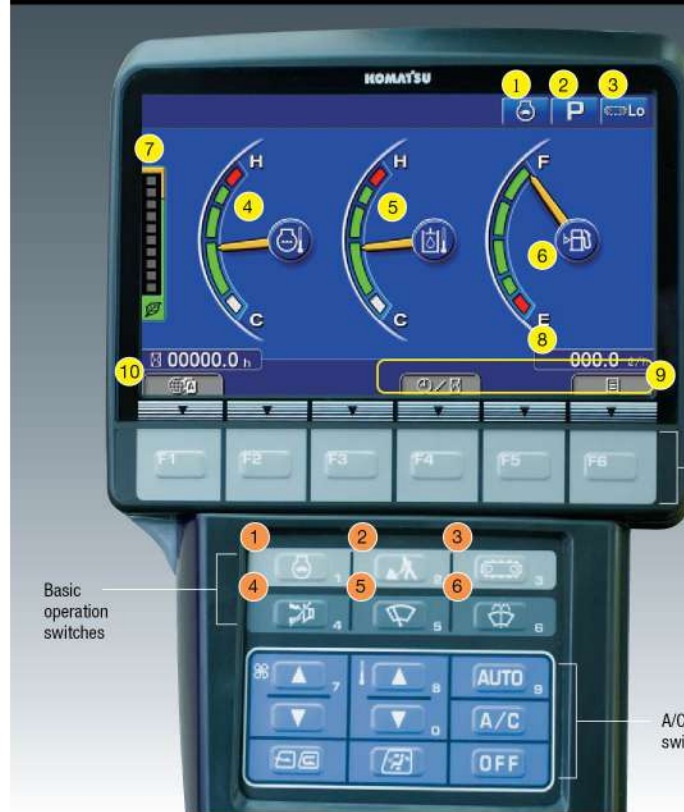 KOMATSU
1 2 3
P Lo
7
H H F
4 5
6
C C E
8
00000.0 h 000.0
10 9
F1 F2 F3 F4 F5 F6
1 2 3
1 2 3
4 5 6
Basic
operation
switches
4 5 6
7 8 AUTO 9
0 A/C
OFF
A/C